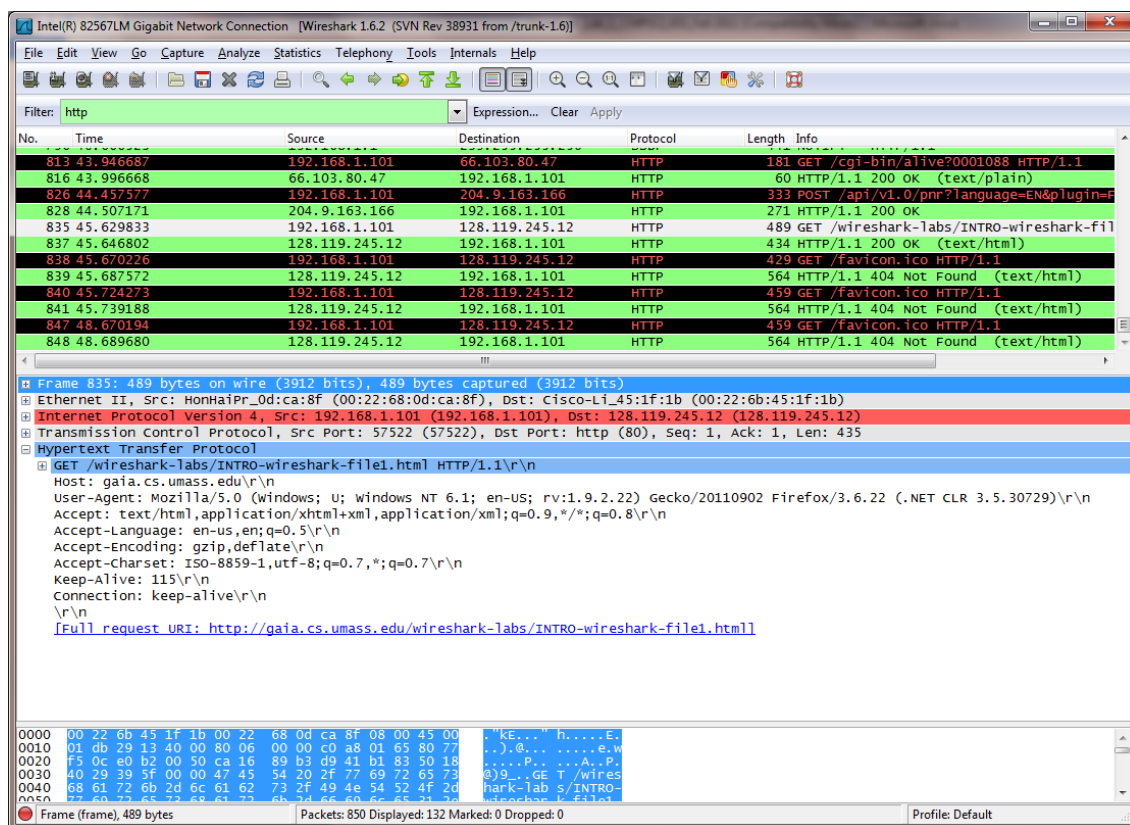 Intel(R) 82567LM Gigabit Network Connection [Wireshark 1.6.2 (SVN Rev 38931 from /trunk-1.6)]
File Edit View Go Capture Analyze Statistics Telephony Tools Internals Help
Filter: http Expression... Clear Apply
No. Time Source Destination Protocol Length Info
813 43.946687 192.168.1.101 66.103.80.47 HTTP 181 GET /cgi-bin/alive?0001088 HTTP/1.1
816 43.996668 66.103.80.47 192.168.1.101 HTTP 60 HTTP/1.1 200 OK (text/plain)
826 44.457577 192.168.1.101 204.9.163.166 HTTP 333 POST /api/v1.0/pnr?language=EN&plugin=F
828 44.507171 204.9.163.166 192.168.1.101 HTTP 271 HTTP/1.1 200 OK
835 45.629833 192.168.1.101 128.119.245.12 HTTP 489 GET /wireshark-labs/INTRO-wireshark-fil
837 45.646802 128.119.245.12 192.168.1.101 HTTP 434 HTTP/1.1 200 OK (text/html)
838 45.670226 192.168.1.101 128.119.245.12 HTTP 429 GET /favicon.ico HTTP/1.1
839 45.687572 128.119.245.12 192.168.1.101 HTTP 564 HTTP/1.1 404 Not Found (text/html)
840 45.724273 192.168.1.101 128.119.245.12 HTTP 459 GET /favicon.ico HTTP/1.1
841 45.739188 128.119.245.12 192.168.1.101 HTTP 564 HTTP/1.1 404 Not Found (text/html)
847 48.670194 192.168.1.101 128.119.245.12 HTTP 459 GET /favicon.ico HTTP/1.1
848 48.689680 128.119.245.12 192.168.1.101 HTTP 564 HTTP/1.1 404 Not Found (text/html)
Frame 835: 489 bytes on wire (3912 bits), 489 bytes captured (3912 bits)
Ethernet II, Src: HonHaiPr_0d:ca:8f (00:22:68:0d:ca:8f), Dst: Cisco-Li_45:1f:1b (00:22:6b:45:1f:1b)
Internet Protocol Version 4, Src: 192.168.1.101 (192.168.1.101), Dst: 128.119.245.12 (128.119.245.12)
Transmission Control Protocol, Src Port: 57522 (57522), Dst Port: http (80), Seq: 1, Ack: 1, Len: 435
Hypertext Transfer Protocol
GET /wireshark-labs/INTRO-wireshark-file1.html HTTP/1.1\r\n
Host: gaia.cs.umass.edu\r\n
User-Agent: Mozilla/5.0 (Windows; U; Windows NT 6.1; en-US; rv:1.9.2.22) Gecko/20110902 Firefox/3.6.22 (.NET CLR 3.5.30729)\r\n
Accept: text/html,application/xhtml+xml,application/xml;q=0.9,*/*;q=0.8\r\n
Accept-Language: en-us,en;q=0.5\r\n
Accept-Encoding: gzip,deflate\r\n
Accept-Charset: ISO-8859-1,utf-8;q=0.7,*;q=0.7\r\n
Keep-Alive: 115\r\n
Connection: keep-alive\r\n
\r\n
[Full request URI: http://gaia.cs.umass.edu/wireshark-labs/INTRO-wireshark-file1.html]
0000 00 22 6b 45 1f 1b 00 22 68 0d ca 8f 08 00 45 00 ."kE..." h.....E.
0010 01 db 29 13 40 00 80 06 00 00 c0 a8 01 65 80 77 ..).@... .....e.w
0020 f5 0c e0 b2 00 50 ca 16 89 b3 d9 41 b1 83 50 18 .....P.. ...A..P.
0030 40 29 39 5f 00 00 47 45 54 20 2f 77 69 72 65 73 @)9_..GE T /wires
0040 68 61 72 6b 2d 6c 61 62 73 2f 49 4e 54 52 4f 2d hark-lab s/INTRO-
0050 77 69 72 65 73 68 61 72 6b 2d 66 69 6c 65 31 2e wireshar k-file1.
Frame (frame), 489 bytes Packets: 850 Displayed: 132 Marked: 0 Dropped: 0 Profile: Default